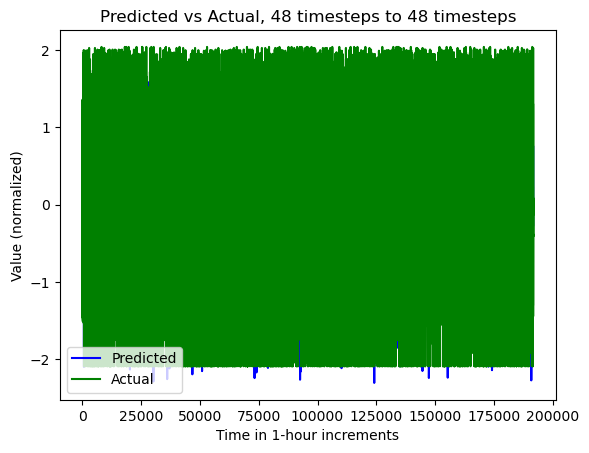 Predicted vs Actual, 48 timesteps to 48 timesteps
2
1
0
−1
−2
Value (normalized)
Predicted
Actual
0 25000 50000 75000 100000 125000 150000 175000 200000
Time in 1-hour increments